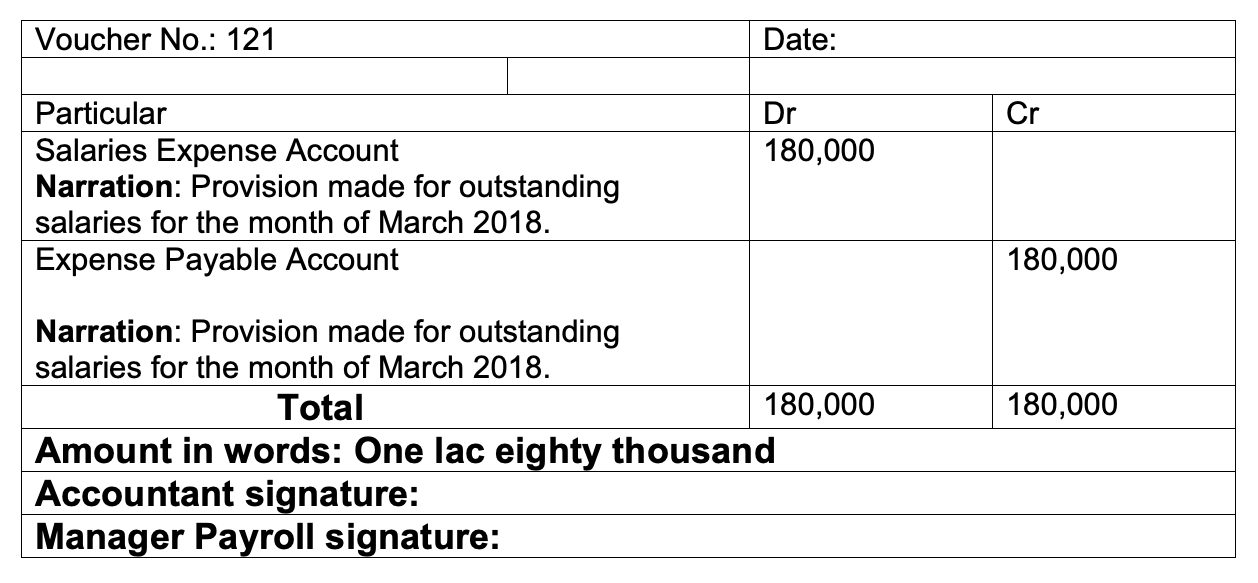 Voucher No.: 121 Date:
Particular Dr Cr
Salaries Expense Account 180,000
Narration: Provision made for outstanding
salaries for the month of March 2018.
Expense Payable Account 180,000
Narration: Provision made for outstanding
salaries for the month of March 2018.
Total 180,000 180,000
Amount in words: One lac eighty thousand
Accountant signature:
Manager Payroll signature: